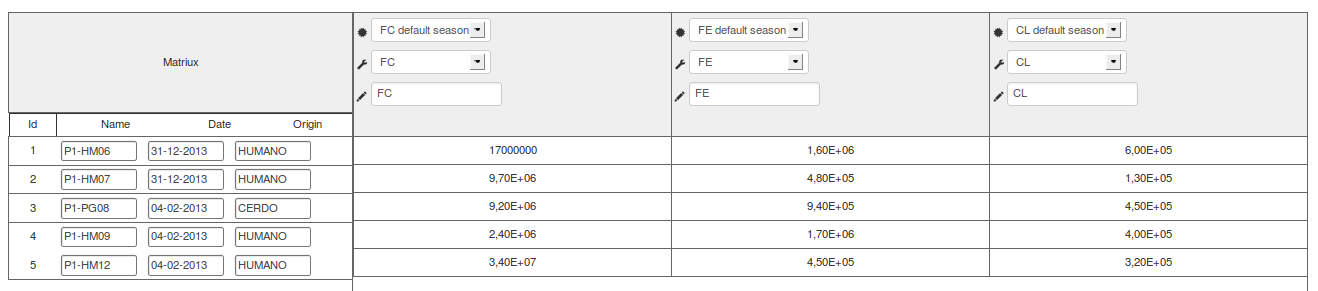 Matriux
FC default season FE default season CL default season
FC FE CL
FC FE CL
Id Name Date Origin
1 P1-HM06 31-12-2013 HUMANO 17000000 1,60E+06 6,00E+05
2 P1-HM07 31-12-2013 HUMANO 9,70E+06 4,80E+05 1,30E+05
3 P1-PG08 04-02-2013 CERDO 9,20E+06 9,40E+05 4,50E+05
4 P1-HM09 04-02-2013 HUMANO 2,40E+06 1,70E+06 4,00E+05
5 P1-HM12 04-02-2013 HUMANO 3,40E+07 4,50E+05 3,20E+05